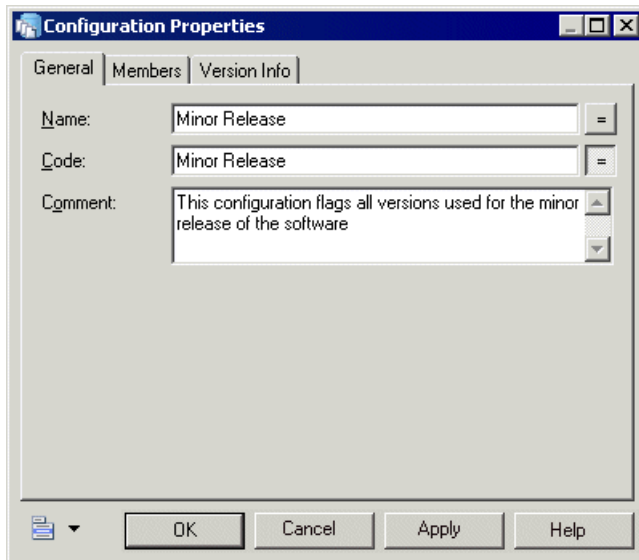 Configuration Properties
General Members Version Info
Name: Minor Release =
Code: Minor Release =
Comment: This configuration flags all versions used for the minor
release of the software
OK Cancel Apply Help